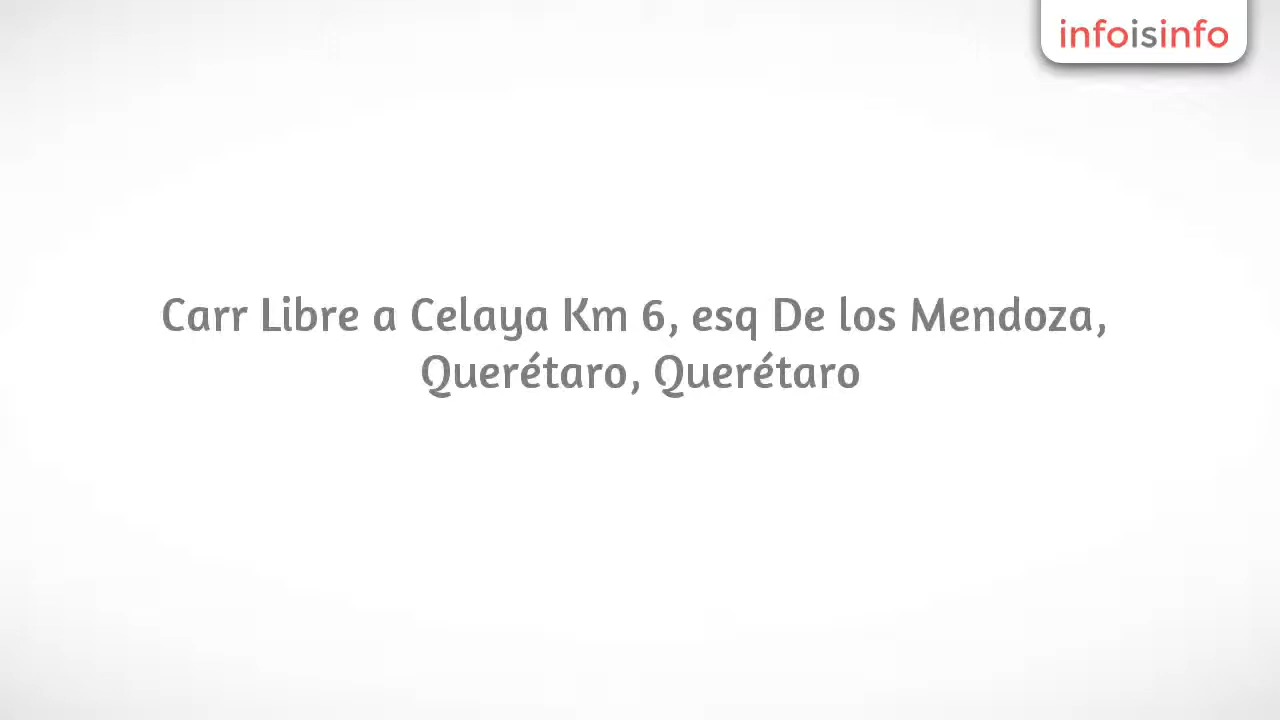 infoisinfo
Carr Libre a Celaya Km 6, esq De los Mendoza,
Querétaro, Querétaro